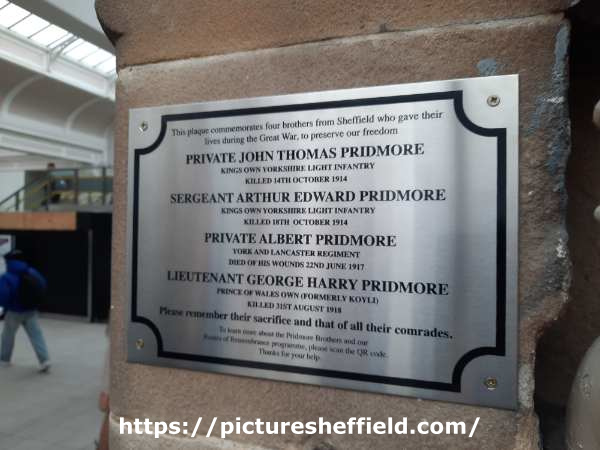 This plaque commemorates four brothers from Sheffield who gave their
lives during the Great War, to preserve our freedom
PRIVATE JOHN THOMAS PRIDMORE
KINGS OWN YORKSHIRE LIGHT INFANTRY
KILLED 14TH OCTOBER 1914
SERGEANT ARTHUR EDWARD PRIDMORE
KINGS OWN YORKSHIRE LIGHT INFANTRY
KILLED 18TH OCTOBER 1914
PRIVATE ALBERT PRIDMORE
YORK AND LANCASTER REGIMENT
DIED OF HIS WOUNDS 22ND JUNE 1917
LIEUTENANT GEORGE HARRY PRIDMORE
PRINCE OF WALES OWN (FORMERLY KOYLI)
KILLED 31ST AUGUST 1918
Please remember their sacrifice and that of all their comrades.
To learn more about the Pridmore Brothers and our
Routes of Remembrance programme, please scan the QR code.
Thanks for your help.
https://picturesheffield.com/